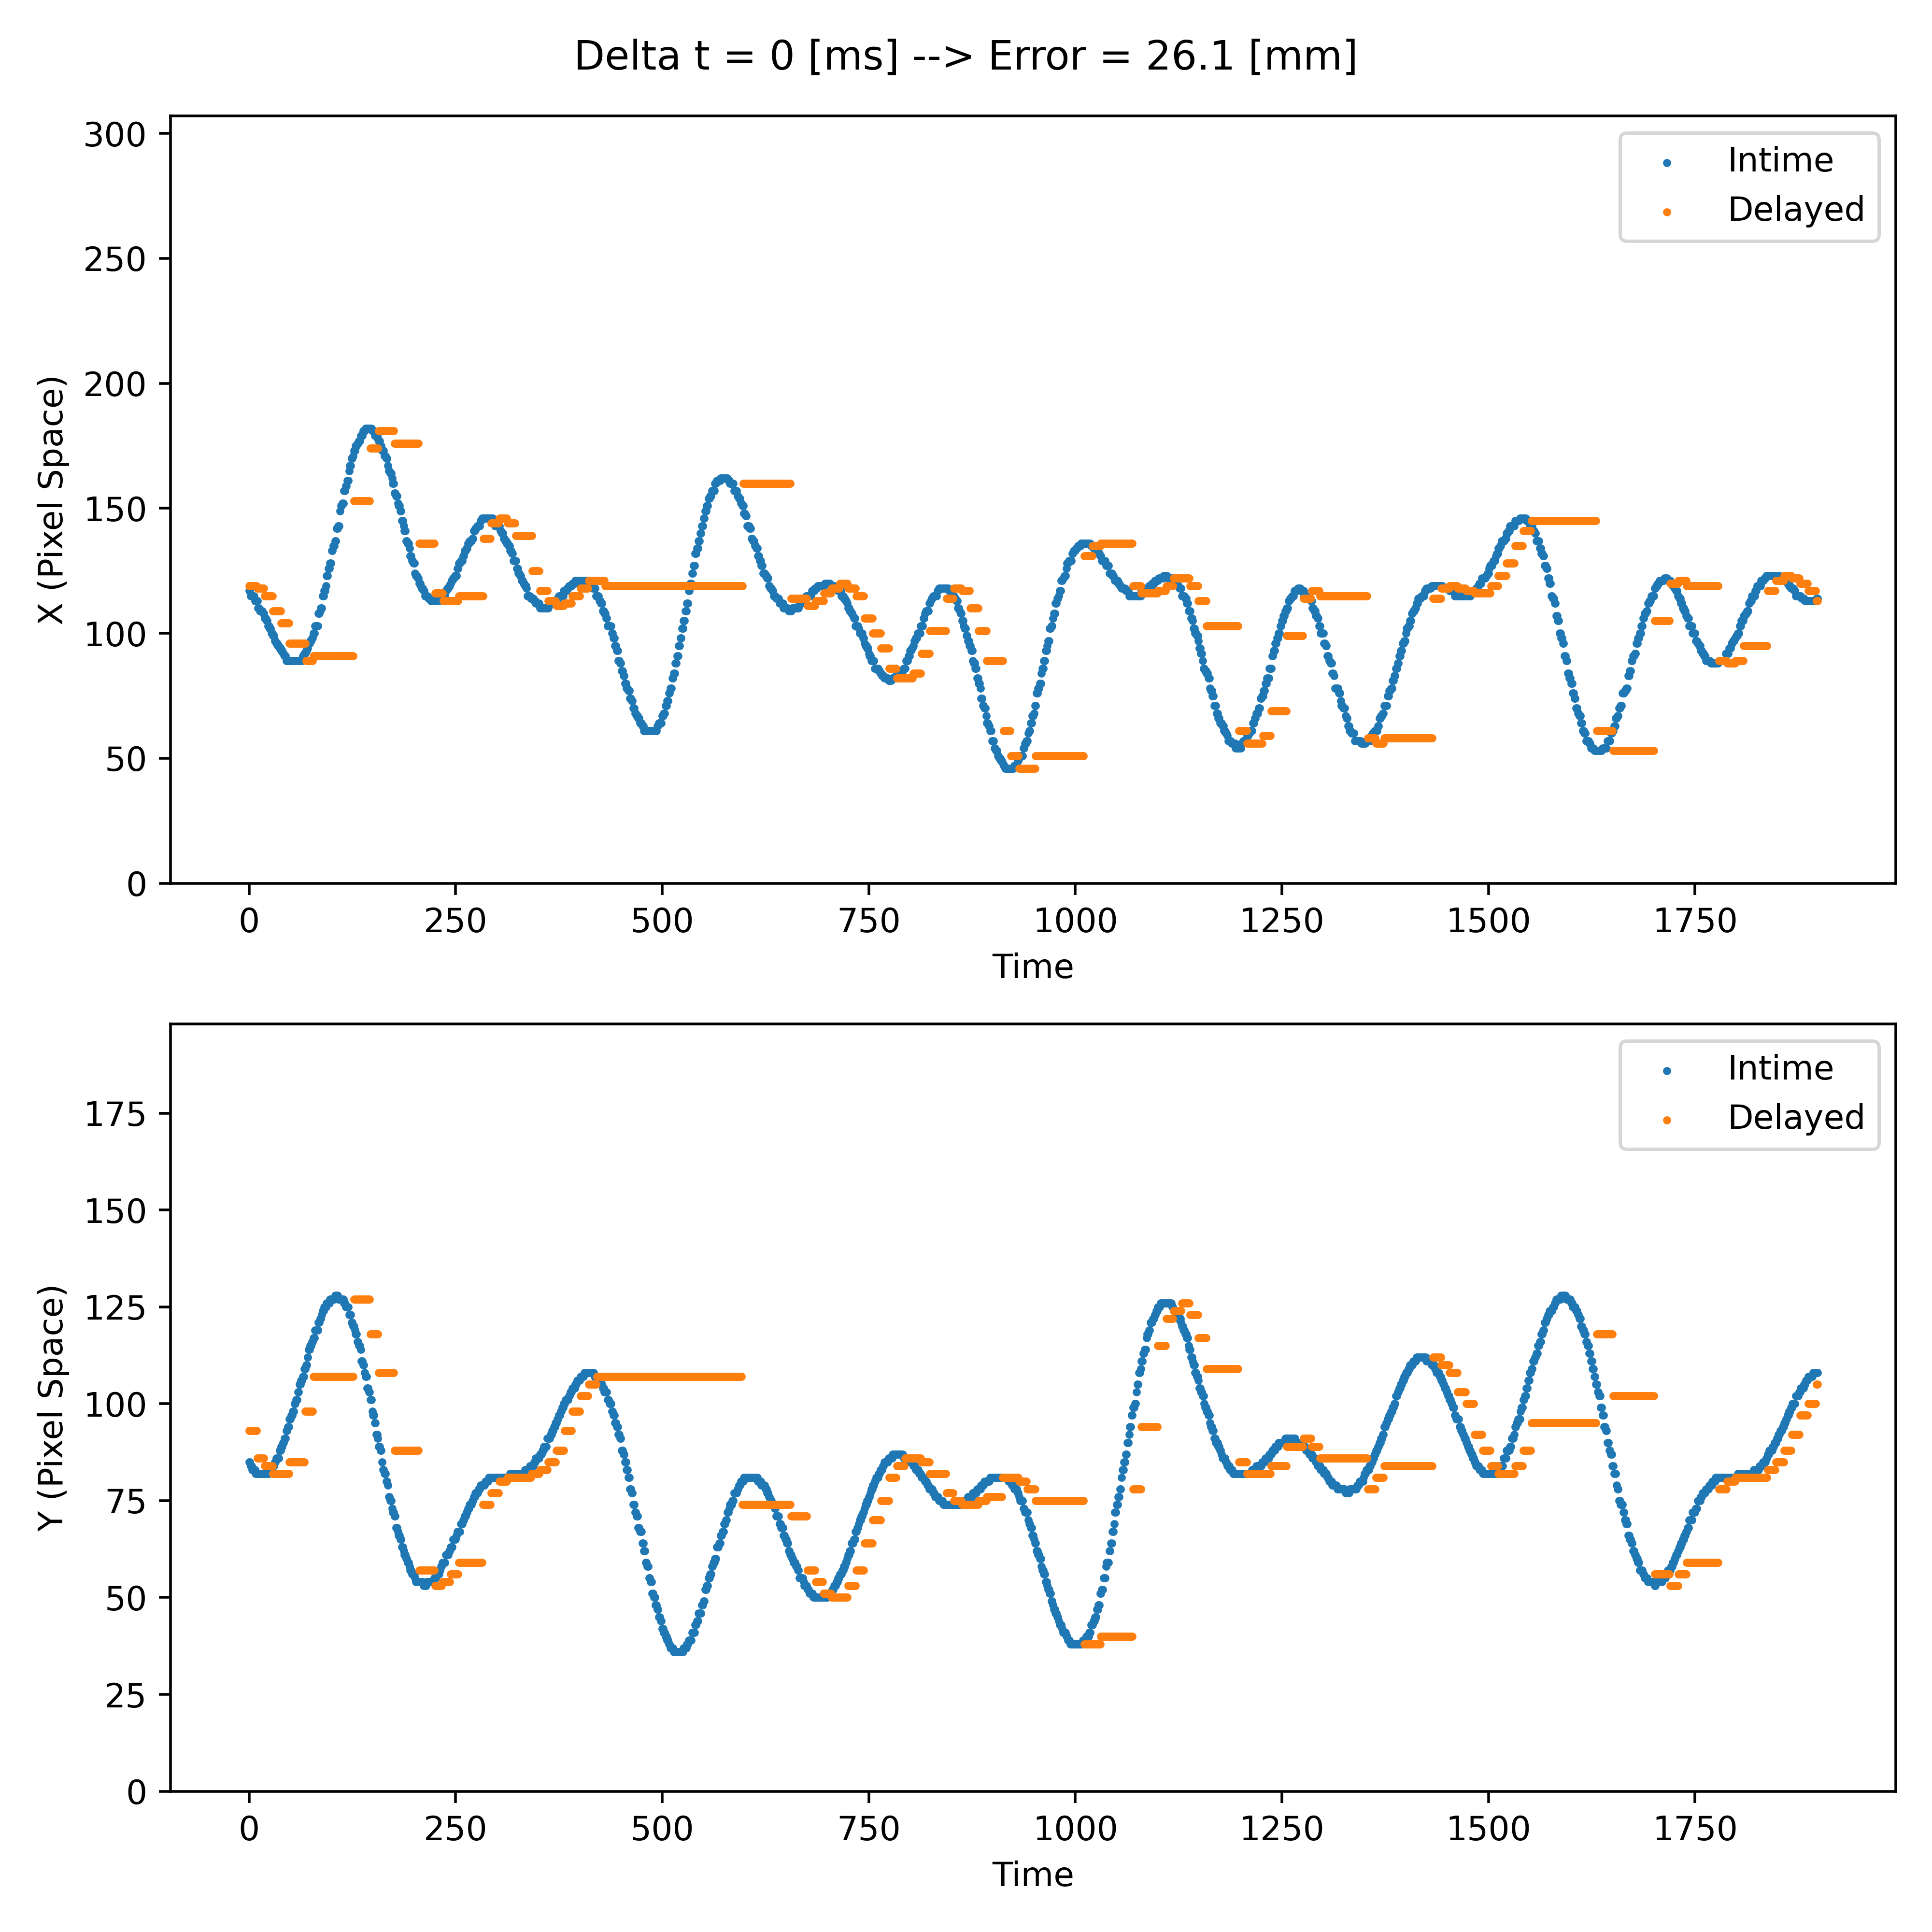 Delta t = 0 [ms] --> Error = 26.1 [mm]
300
250
200
150
100
50
0
X (Pixel Space)
Intime
Delayed
0 250 500 750 1000 1250 1500 1750
Time
175
150
125
100
75
50
25
0
Y (Pixel Space)
Intime
Delayed
0 250 500 750 1000 1250 1500 1750
Time